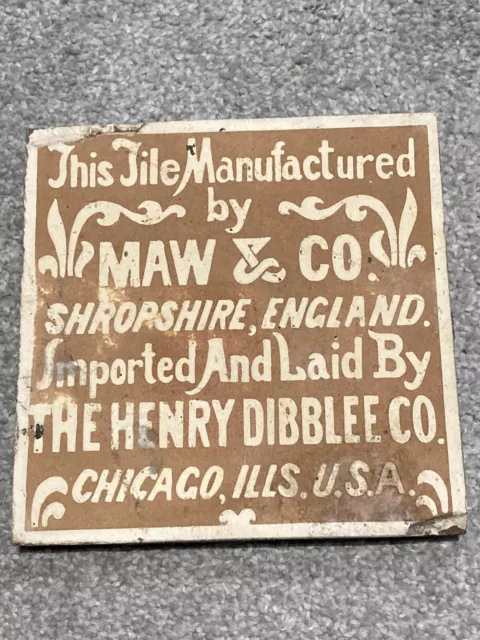 This Tile Manufactured
by
MAW & CO.
SHROPSHIRE, ENGLAND.
Imported And Laid By
THE HENRY DIBBLEE CO.
CHICAGO, ILLS. U.S.A.